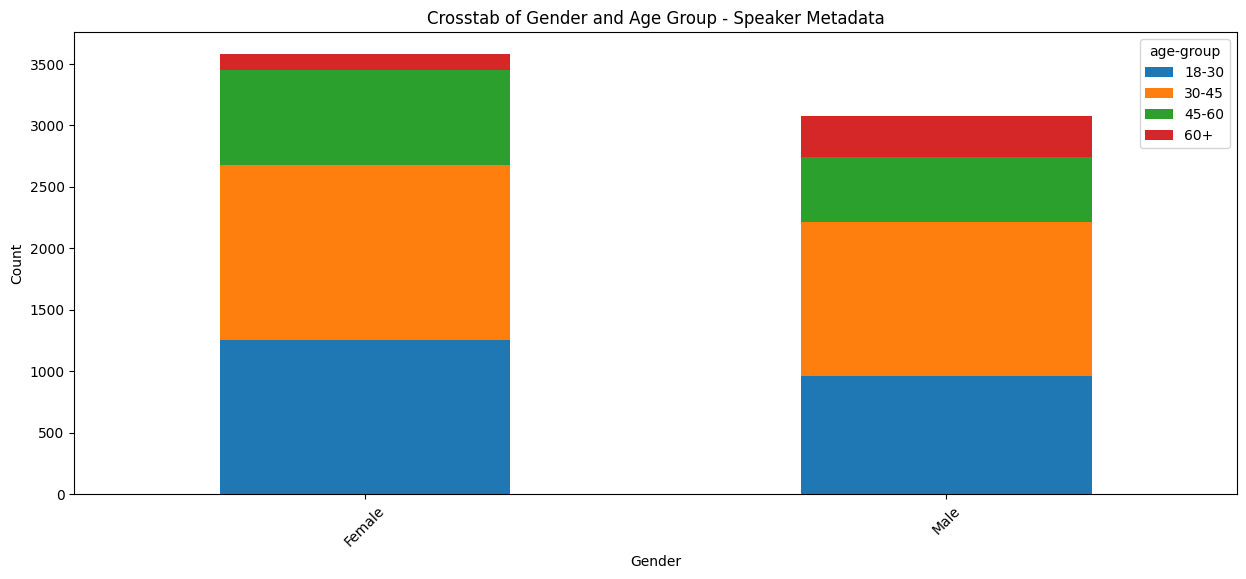 Crosstab of Gender and Age Group - Speaker Metadata
age-group
18-30
30-45
45-60
60+
3500
3000
2500
2000
1500
1000
500
0
Count
Female
Male
Gender